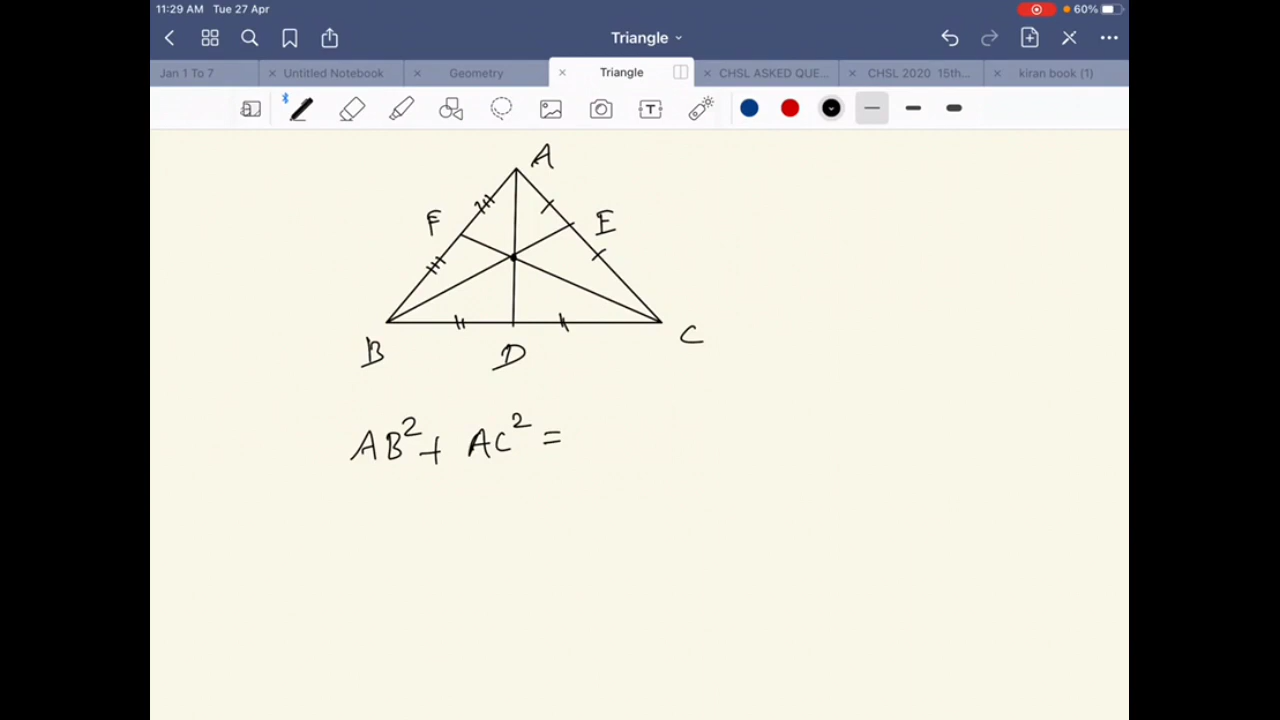 11:29 AM Tue 27 Apr
60%
Triangle
Jan 1 To 7
Untitled Notebook
Geometry
Triangle
CHSL ASKED QUE...
CHSL 2020 15th...
kiran book (1)
T
A
F
E
B
D
C
AB² + AC² =